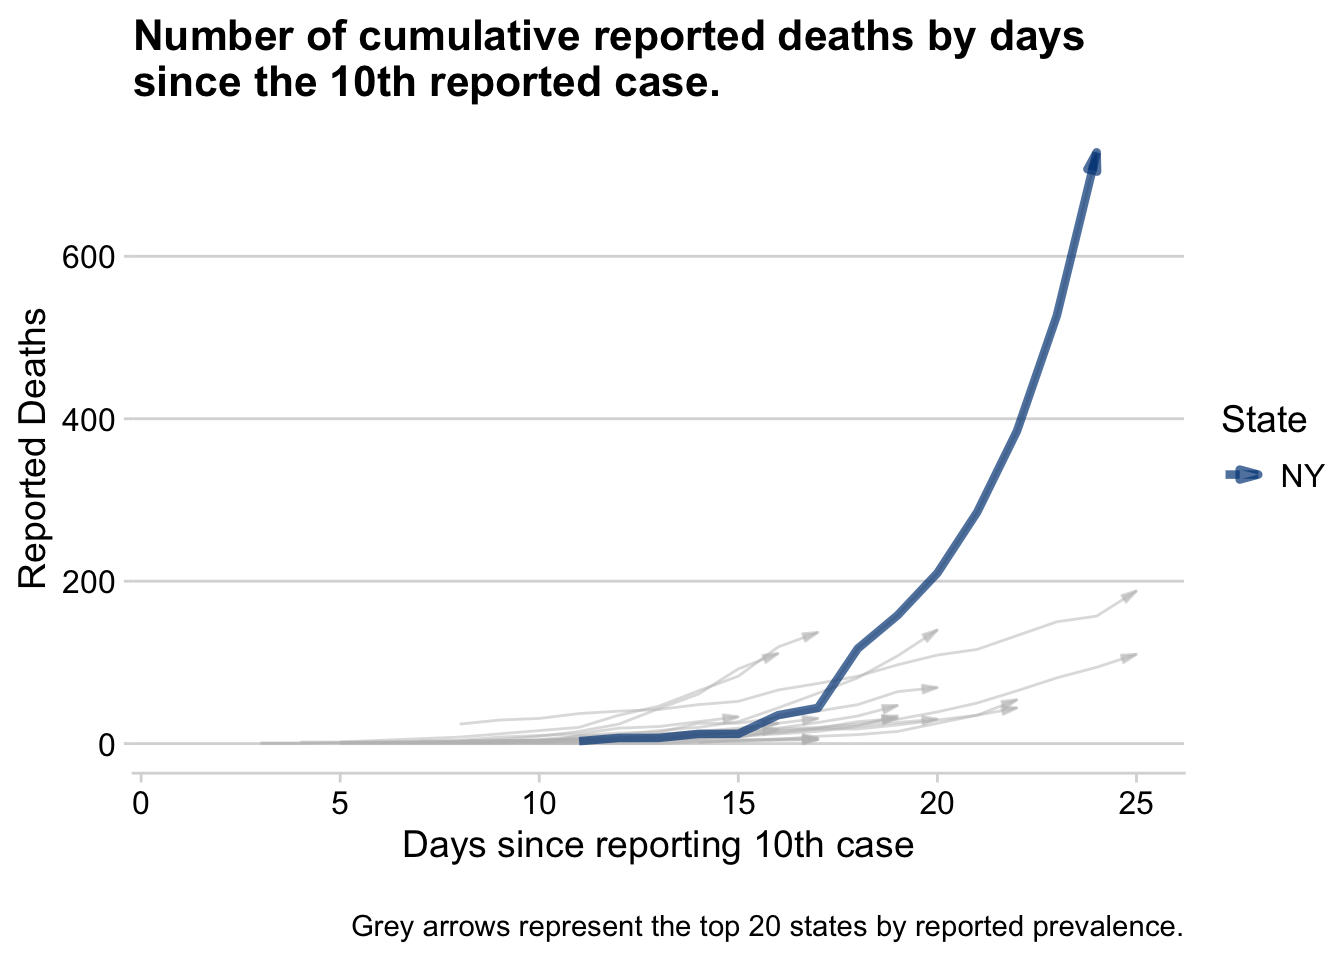 Number of cumulative reported deaths by days
since the 10th reported case.
600
400
200
0
Reported Deaths
0 5 10 15 20 25
Days since reporting 10th case
State
NY
Grey arrows represent the top 20 states by reported prevalence.